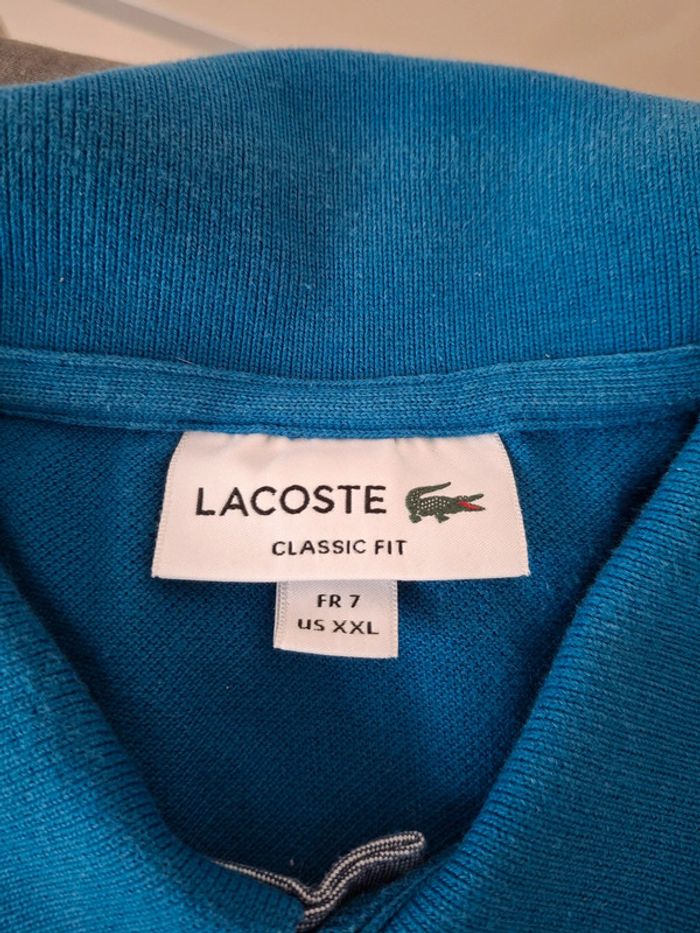 LACOSTE
CLASSIC FIT
FR 7
US XXL